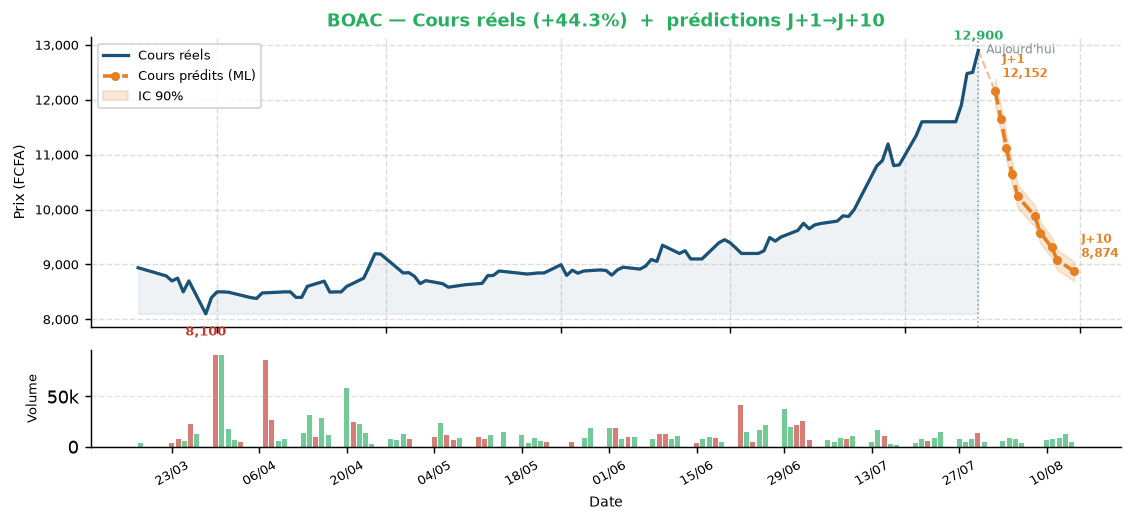 BOAC — Cours réels (+44.3%)  +  prédictions J+1→J+10
Cours réels
Cours prédits (ML)
IC 90%
12,900
Aujourd'hui
J+1
12,152
J+10
8,874
8,100
Prix (FCFA)
13,000
12,000
11,000
10,000
9,000
8,000
Volume
50k
0
23/03
06/04
20/04
04/05
18/05
01/06
15/06
29/06
13/07
27/07
10/08
Date